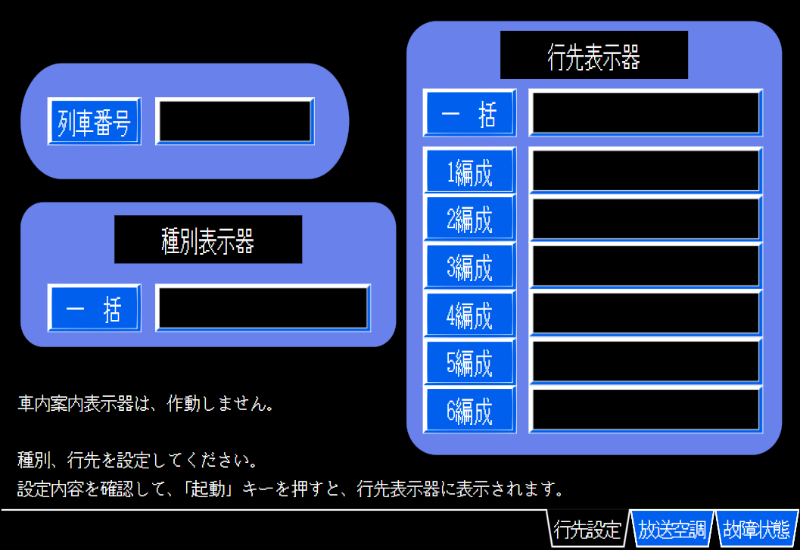 列車番号
種別表示器
一 括
行先表示器
一 括
1編成
2編成
3編成
4編成
5編成
6編成
車内案内表示器は、作動しません。
種別、行先を設定してください。
設定内容を確認して、「起動」キーを押すと、行先表示器に表示されます。
行先設定 放送空調 故障状態